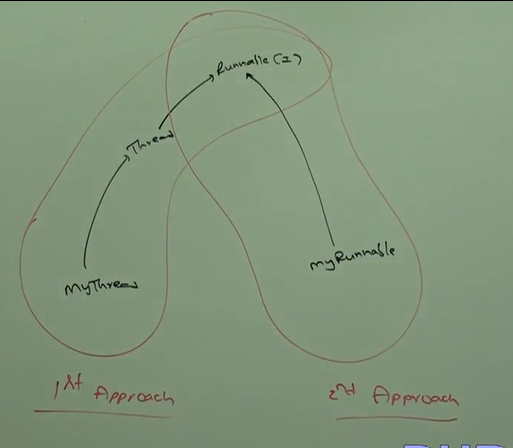 Runnable (I)
Thread
MyThread
myRunnable
1st Approach
2nd Approach